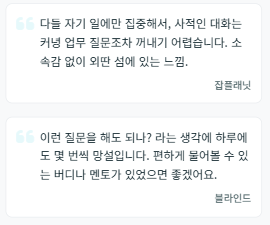 다들 자기 일에만 집중해서, 사적인 대화는
커녕 업무 질문조차 꺼내기 어렵습니다. 소
속감 없이 외딴 섬에 있는 느낌.
잡플래닛
이런 질문을 해도 되나? 라는 생각에 하루에
도 몇 번씩 망설입니다. 편하게 물어볼 수 있
는 버디나 멘토가 있었으면 좋겠어요.
블라인드